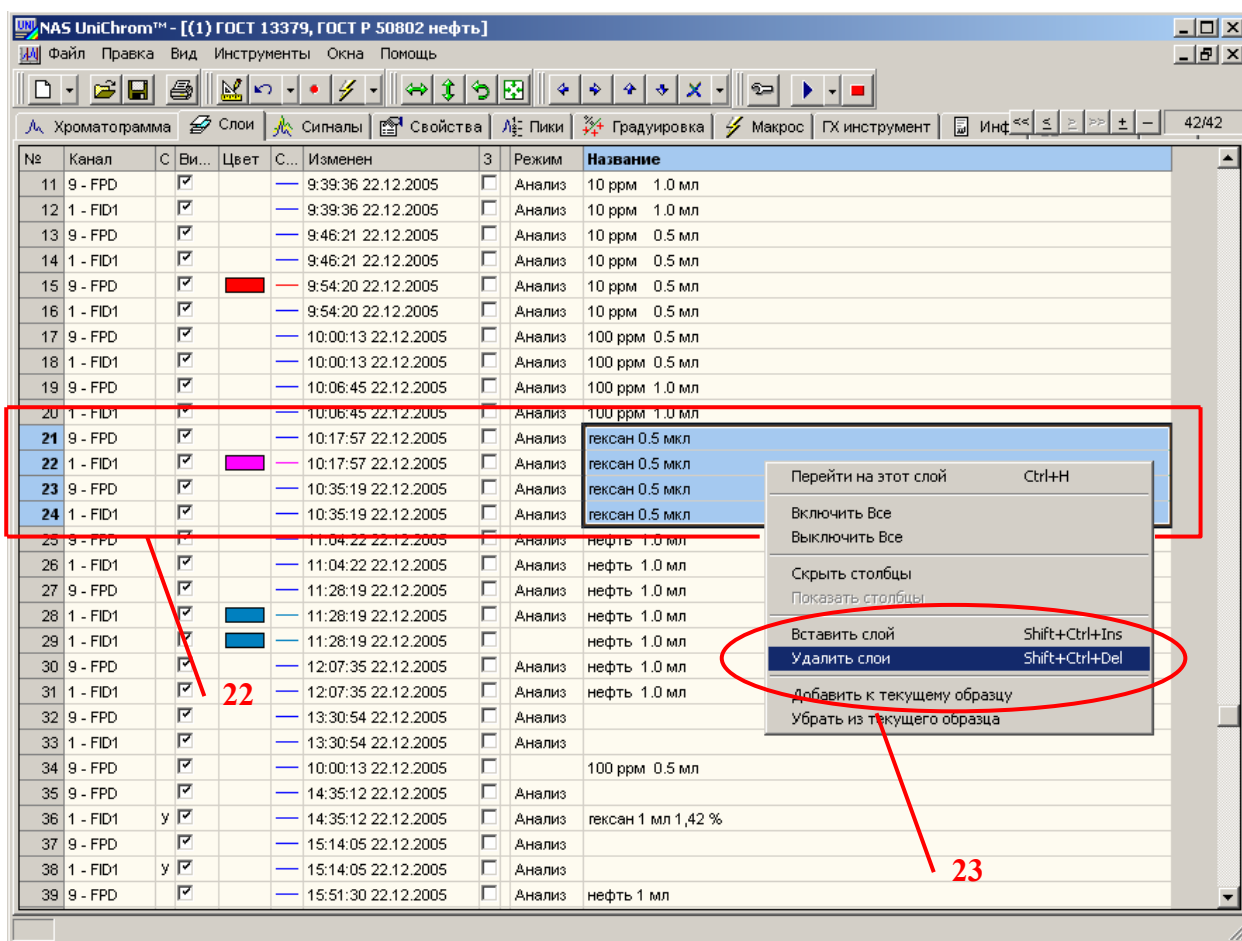 NAS UniChrom™ - [(1) ГОСТ 13379, ГОСТ Р 50802 нефть]
Файл Правка Вид Инструменты Окна Помощь
Хроматограмма Слои Сигналы Свойства Пики Градуировка Макрос ГХ инструмент Инф << ≤ ≥ >> ± − 42/42
№ Канал С Ви... Цвет С... Изменен З Режим Название
11 9 - FPD 9:39:36 22.12.2005 Анализ 10 ррм 1.0 мл
12 1 - FID1 9:39:36 22.12.2005 Анализ 10 ррм 1.0 мл
13 9 - FPD 9:46:21 22.12.2005 Анализ 10 ррм 0.5 мл
14 1 - FID1 9:46:21 22.12.2005 Анализ 10 ррм 0.5 мл
15 9 - FPD 9:54:20 22.12.2005 Анализ 10 ррм 0.5 мл
16 1 - FID1 9:54:20 22.12.2005 Анализ 10 ррм 0.5 мл
17 9 - FPD 10:00:13 22.12.2005 Анализ 100 ррм 0.5 мл
18 1 - FID1 10:00:13 22.12.2005 Анализ 100 ррм 0.5 мл
19 9 - FPD 10:06:45 22.12.2005 Анализ 100 ррм 1.0 мл
20 1 - FID1 10:06:45 22.12.2005 Анализ 100 ррм 1.0 мл
21 9 - FPD 10:17:57 22.12.2005 Анализ гексан 0.5 мкл
22 1 - FID1 10:17:57 22.12.2005 Анализ гексан 0.5 мкл
23 9 - FPD 10:35:19 22.12.2005 Анализ гексан 0.5 мкл
24 1 - FID1 10:35:19 22.12.2005 Анализ гексан 0.5 мкл
25 9 - FPD 11:04:22 22.12.2005 Анализ нефть 1.0 мл
26 1 - FID1 11:04:22 22.12.2005 Анализ нефть 1.0 мл
27 9 - FPD 11:28:19 22.12.2005 Анализ нефть 1.0 мл
28 1 - FID1 11:28:19 22.12.2005 Анализ нефть 1.0 мл
29 1 - FID1 11:28:19 22.12.2005 нефть 1.0 мл
30 9 - FPD 12:07:35 22.12.2005 Анализ нефть 1.0 мл
31 1 - FID1 12:07:35 22.12.2005 Анализ нефть 1.0 мл
32 9 - FPD 13:30:54 22.12.2005 Анализ
33 1 - FID1 13:30:54 22.12.2005 Анализ
34 9 - FPD 10:00:13 22.12.2005 100 ррм 0.5 мл
35 9 - FPD 14:35:12 22.12.2005 Анализ
36 1 - FID1 У 14:35:12 22.12.2005 Анализ гексан 1 мл 1,42 %
37 9 - FPD 15:14:05 22.12.2005 Анализ
38 1 - FID1 У 15:14:05 22.12.2005 Анализ
39 9 - FPD 15:51:30 22.12.2005 Анализ нефть 1 мл
Перейти на этот слой Ctrl+H
Включить Все
Выключить Все
Скрыть столбцы
Показать столбцы
Вставить слой Shift+Ctrl+Ins
Удалить слои Shift+Ctrl+Del
Добавить к текущему образцу
Убрать из текущего образца
22
23